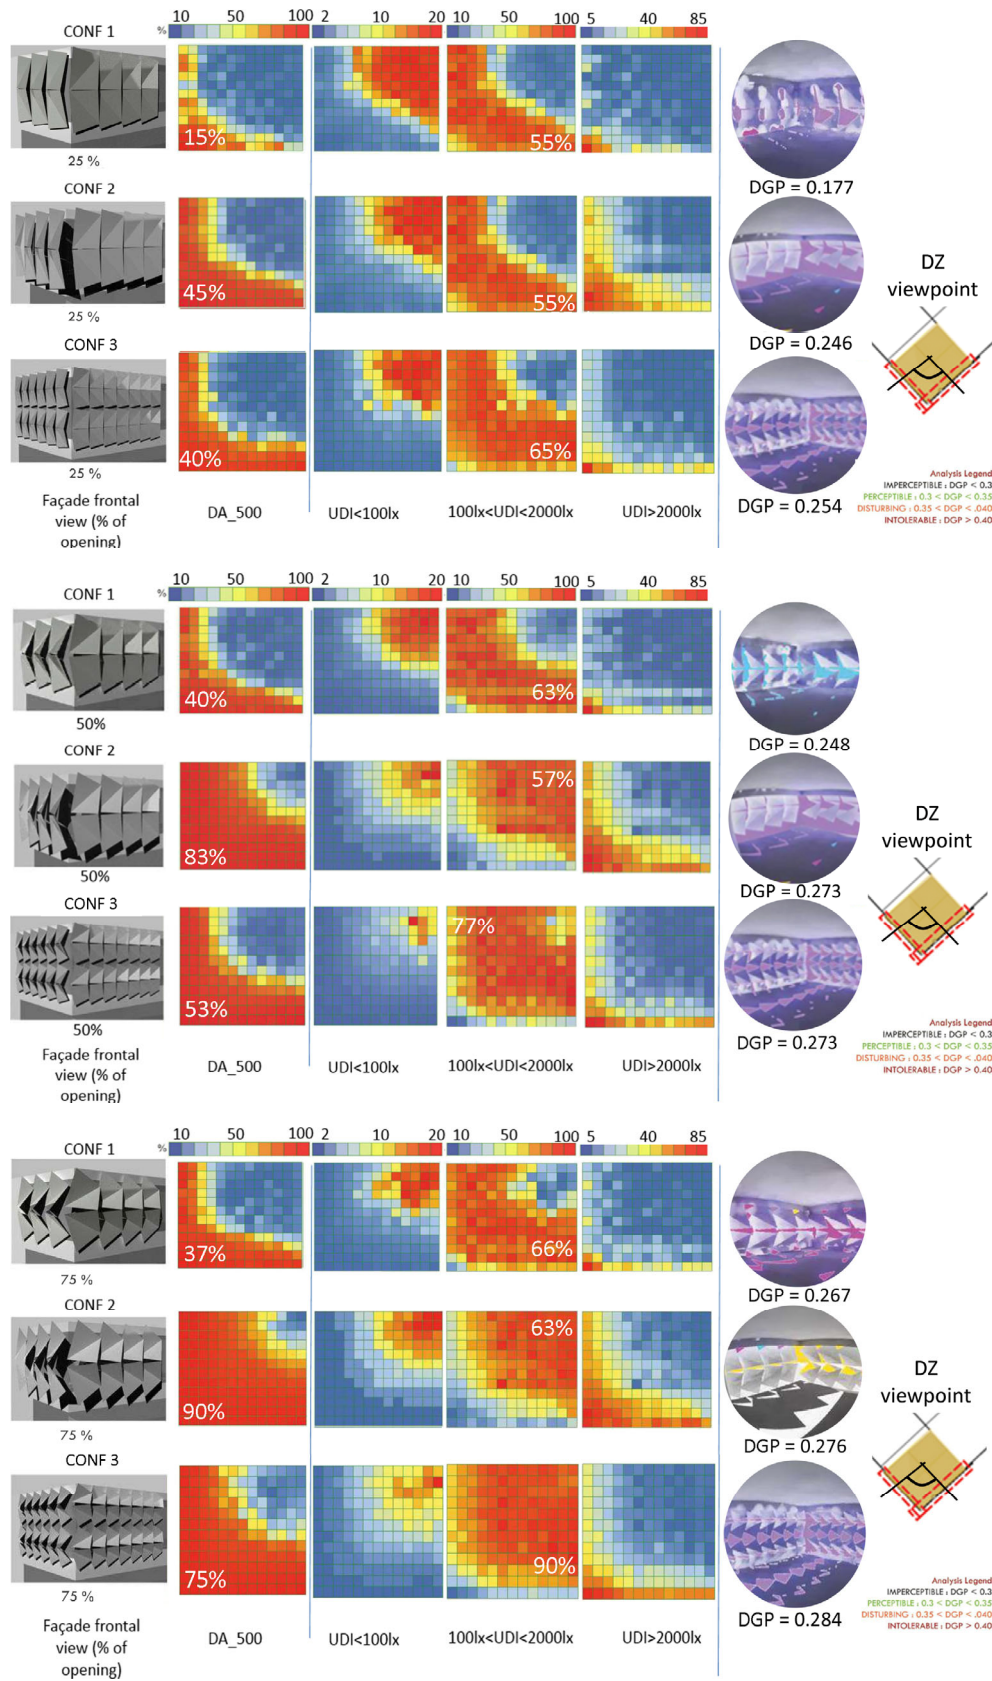 10 50 100 2 10 20 10 50 100 5 40 85
%
CONF 1
15%
55%
25 %
DGP = 0.177
CONF 2
45%
55%
25 %
DGP = 0.246
DZ
viewpoint
CONF 3
40%
65%
25 %
DGP = 0.254
Analysis Legend
IMPERCEPTIBLE : DGP < 0.3
PERCEPTIBLE : 0.3 < DGP < 0.35
DISTURBING : 0.35 < DGP < .040
INTOLERABLE : DGP > 0.40
Façade frontal
view (% of
opening)
DA_500
UDI<100lx
100lx<UDI<2000lx
UDI>2000lx
10 50 100 2 10 20 10 50 100 5 40 85
%
CONF 1
40%
63%
50%
DGP = 0.248
CONF 2
83%
57%
50%
DGP = 0.273
DZ
viewpoint
CONF 3
53%
77%
50%
DGP = 0.273
Analysis Legend
IMPERCEPTIBLE : DGP < 0.3
PERCEPTIBLE : 0.3 < DGP < 0.35
DISTURBING : 0.35 < DGP < .040
INTOLERABLE : DGP > 0.40
Façade frontal
view (% of
opening)
DA_500
UDI<100lx
100lx<UDI<2000lx
UDI>2000lx
10 50 100 2 10 20 10 50 100 5 40 85
%
CONF 1
37%
66%
75 %
DGP = 0.267
CONF 2
90%
63%
75 %
DGP = 0.276
DZ
viewpoint
CONF 3
75%
90%
75 %
DGP = 0.284
Analysis Legend
IMPERCEPTIBLE : DGP < 0.3
PERCEPTIBLE : 0.3 < DGP < 0.35
DISTURBING : 0.35 < DGP < .040
INTOLERABLE : DGP > 0.40
Façade frontal
view (% of
opening)
DA_500
UDI<100lx
100lx<UDI<2000lx
UDI>2000lx